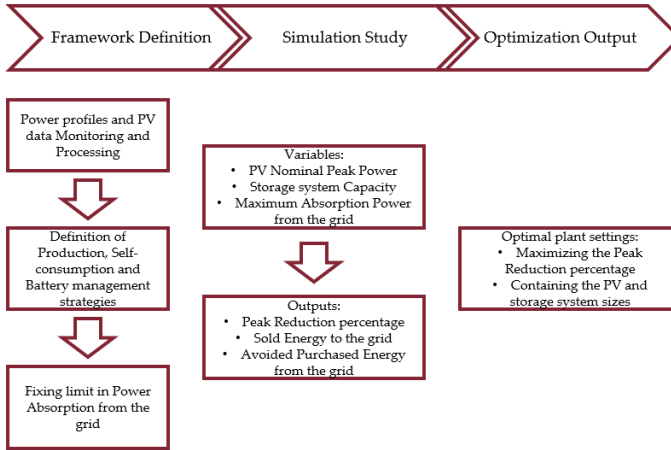 Framework Definition
Simulation Study
Optimization Output
Power profiles and PV
data Monitoring and
Processing
Definition of
Production, Self-
consumption and
Battery management
strategies
Fixing limit in Power
Absorption from the
grid
Variables:
• PV Nominal Peak Power
• Storage system Capacity
• Maximum Absorption Power
from the grid
Outputs:
• Peak Reduction percentage
• Sold Energy to the grid
• Avoided Purchased Energy
from the grid
Optimal plant settings:
• Maximizing the Peak
Reduction percentage
• Containing the PV and
storage system sizes